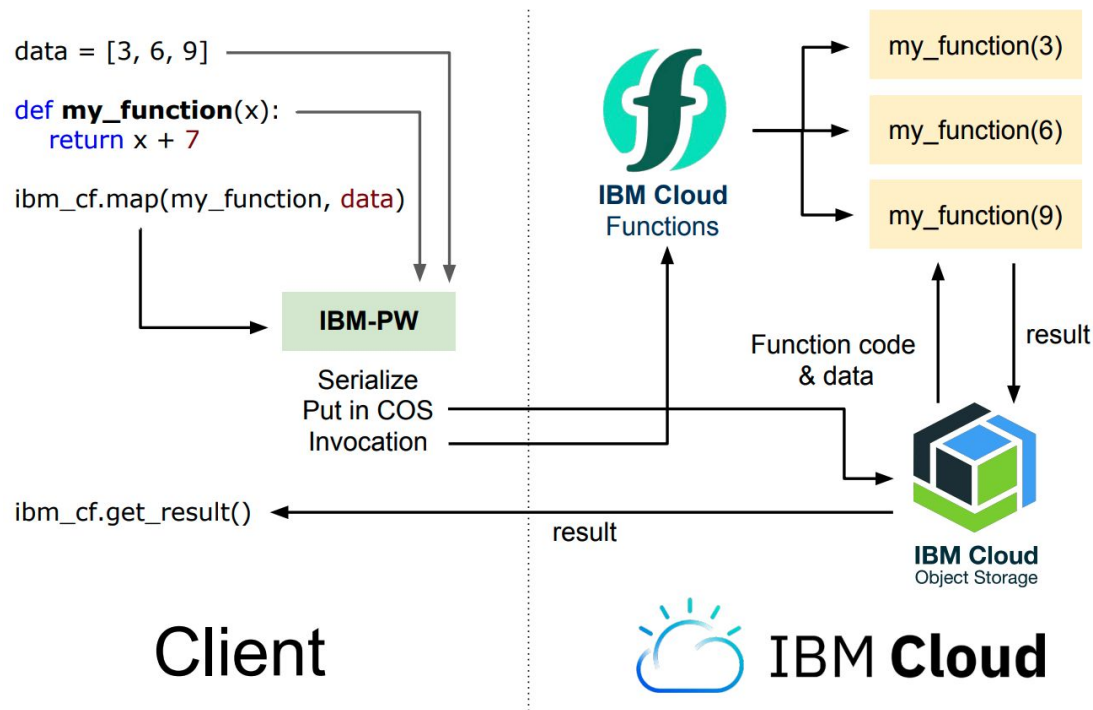 data = [3, 6, 9]
def my_function(x):
return x + 7
ibm_cf.map(my_function, data)
IBM-PW
Serialize
Put in COS
Invocation
ibm_cf.get_result()
Client
IBM Cloud
Functions
my_function(3)
my_function(6)
my_function(9)
Function code
& data
result
IBM Cloud
Object Storage
result
IBM Cloud